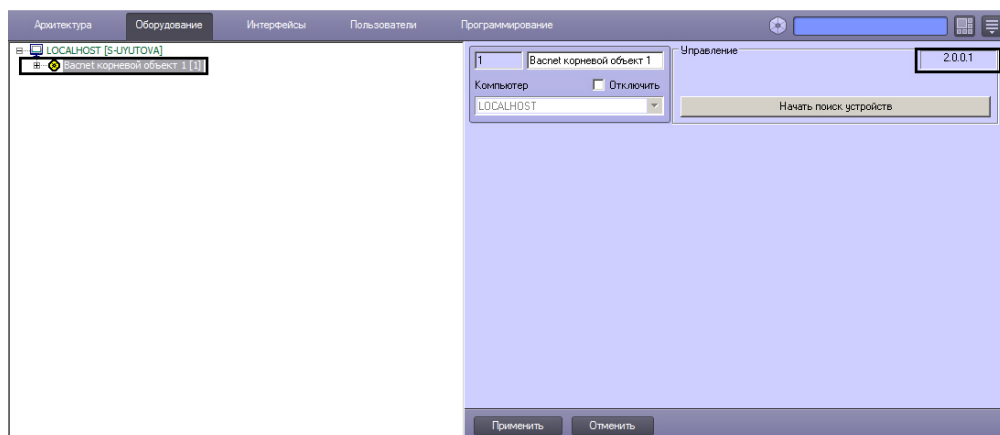 Архитектура Оборудование Интерфейсы Пользователи Программирование
LOCALHOST [S-UYUTOVA]
Bacnet корневой объект 1 [1]
1 Bacnet корневой объект 1
Компьютер Отключить
LOCALHOST
Управление
2.0.0.1
Начать поиск устройств
Применить Отменить